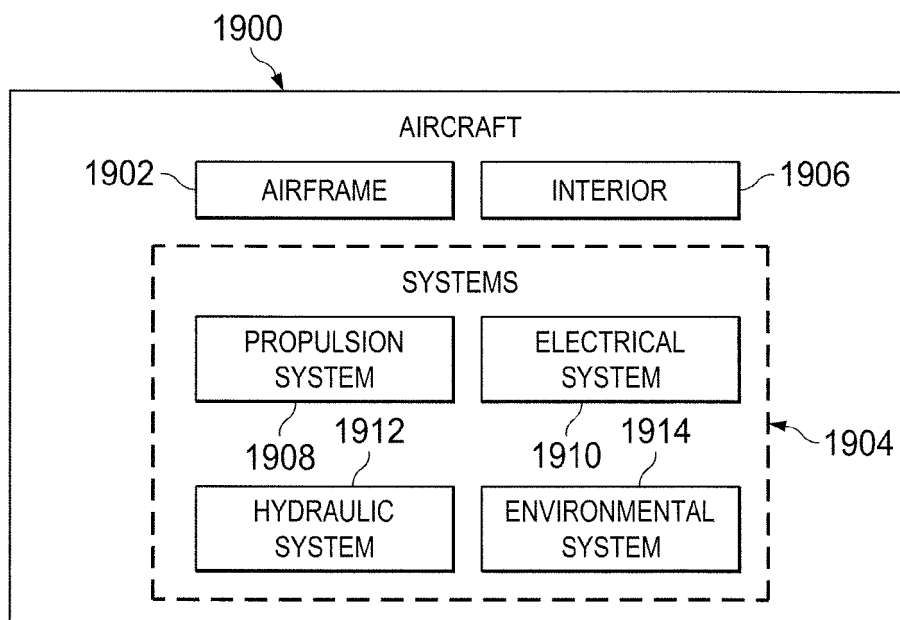 1900
AIRCRAFT
1902
AIRFRAME
INTERIOR
1906
SYSTEMS
PROPULSION
SYSTEM
ELECTRICAL
SYSTEM
1908
1912
1910
1914
1904
HYDRAULIC
SYSTEM
ENVIRONMENTAL
SYSTEM